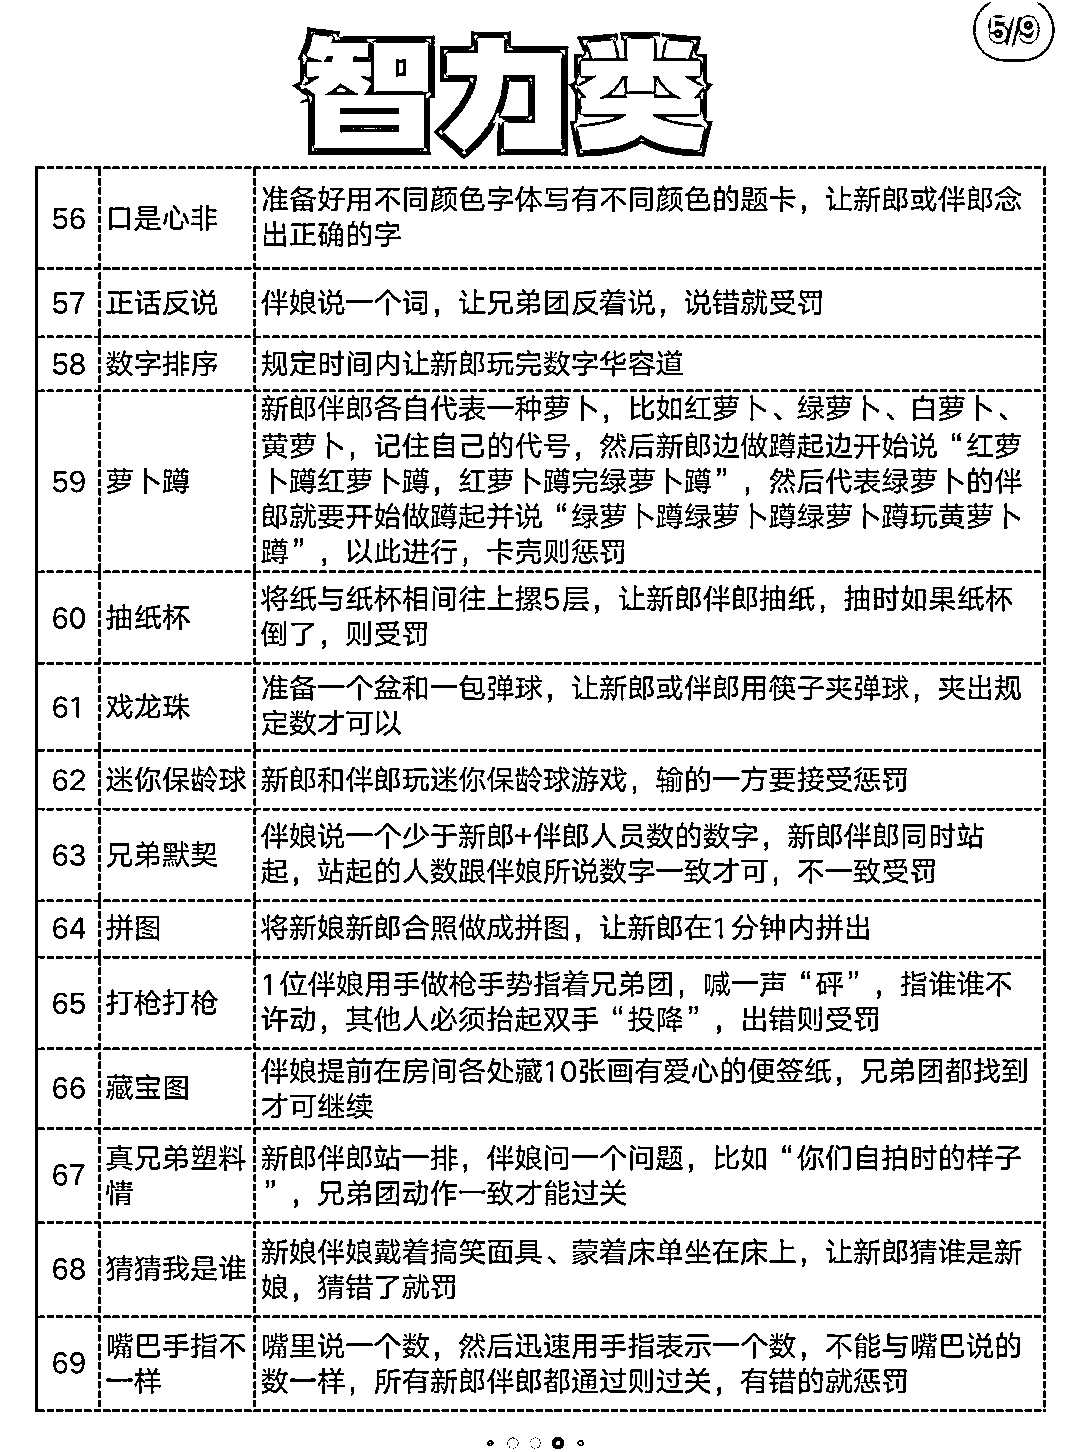 5/9
智力类
56
口是心非
准备好用不同颜色字体写有不同颜色的题卡，让新郎或伴郎念
出正确的字
57
正话反说
伴娘说一个词，让兄弟团反着说，说错就受罚
58
数字排序
规定时间内让新郎玩完数字华容道
59
萝卜蹲
新郎伴郎各自代表一种萝卜，比如红萝卜、绿萝卜、白萝卜、
黄萝卜，记住自己的代号，然后新郎边做蹲起边开始说“红萝
卜蹲红萝卜蹲，红萝卜蹲完绿萝卜蹲”，然后代表绿萝卜的伴
郎就要开始做蹲起并说“绿萝卜蹲绿萝卜蹲绿萝卜蹲玩黄萝卜
蹲”，以此进行，卡壳则惩罚
60
抽纸杯
将纸与纸杯相间往上摞5层，让新郎伴郎抽纸，抽时如果纸杯
倒了，则受罚
61
戏龙珠
准备一个盆和一包弹球，让新郎或伴郎用筷子夹弹球，夹出规
定数才可以
62
迷你保龄球
新郎和伴郎玩迷你保龄球游戏，输的一方要接受惩罚
63
兄弟默契
伴娘说一个少于新郎+伴郎人员数的数字，新郎伴郎同时站
起，站起的人数跟伴娘所说数字一致才可，不一致受罚
64
拼图
将新娘新郎合照做成拼图，让新郎在1分钟内拼出
65
打枪打枪
1位伴娘用手做枪手势指着兄弟团，喊一声“砰”，指谁谁不
许动，其他人必须抬起双手“投降”，出错则受罚
66
藏宝图
伴娘提前在房间各处藏10张画有爱心的便签纸，兄弟团都找到
才可继续
67
真兄弟塑料
情
新郎伴郎站一排，伴娘问一个问题，比如“你们自拍时的样子
”，兄弟团动作一致才能过关
68
猜猜我是谁
新娘伴娘戴着搞笑面具、蒙着床单坐在床上，让新郎猜谁是新
娘，猜错了就罚
69
嘴巴手指不
一样
嘴里说一个数，然后迅速用手指表示一个数，不能与嘴巴说的
数一样，所有新郎伴郎都通过则过关，有错的就惩罚